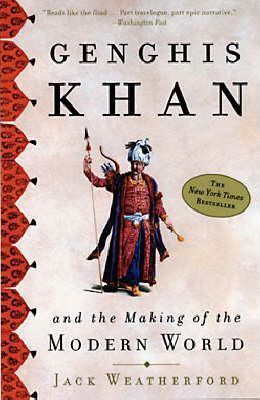 "Reads like the Iliad . . . Part travelogue, part epic narrative."
—Washington Post
GENGHIS
KHAN
THE
New York Times
BESTSELLER
and the Making of the
MODERN WORLD
JACK WEATHERFORD